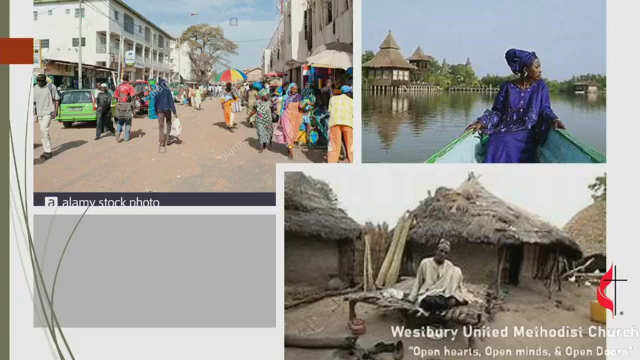 a alamy stock photo
Westbury United Methodist Church
"Open hearts, Open minds, & Open Doors"